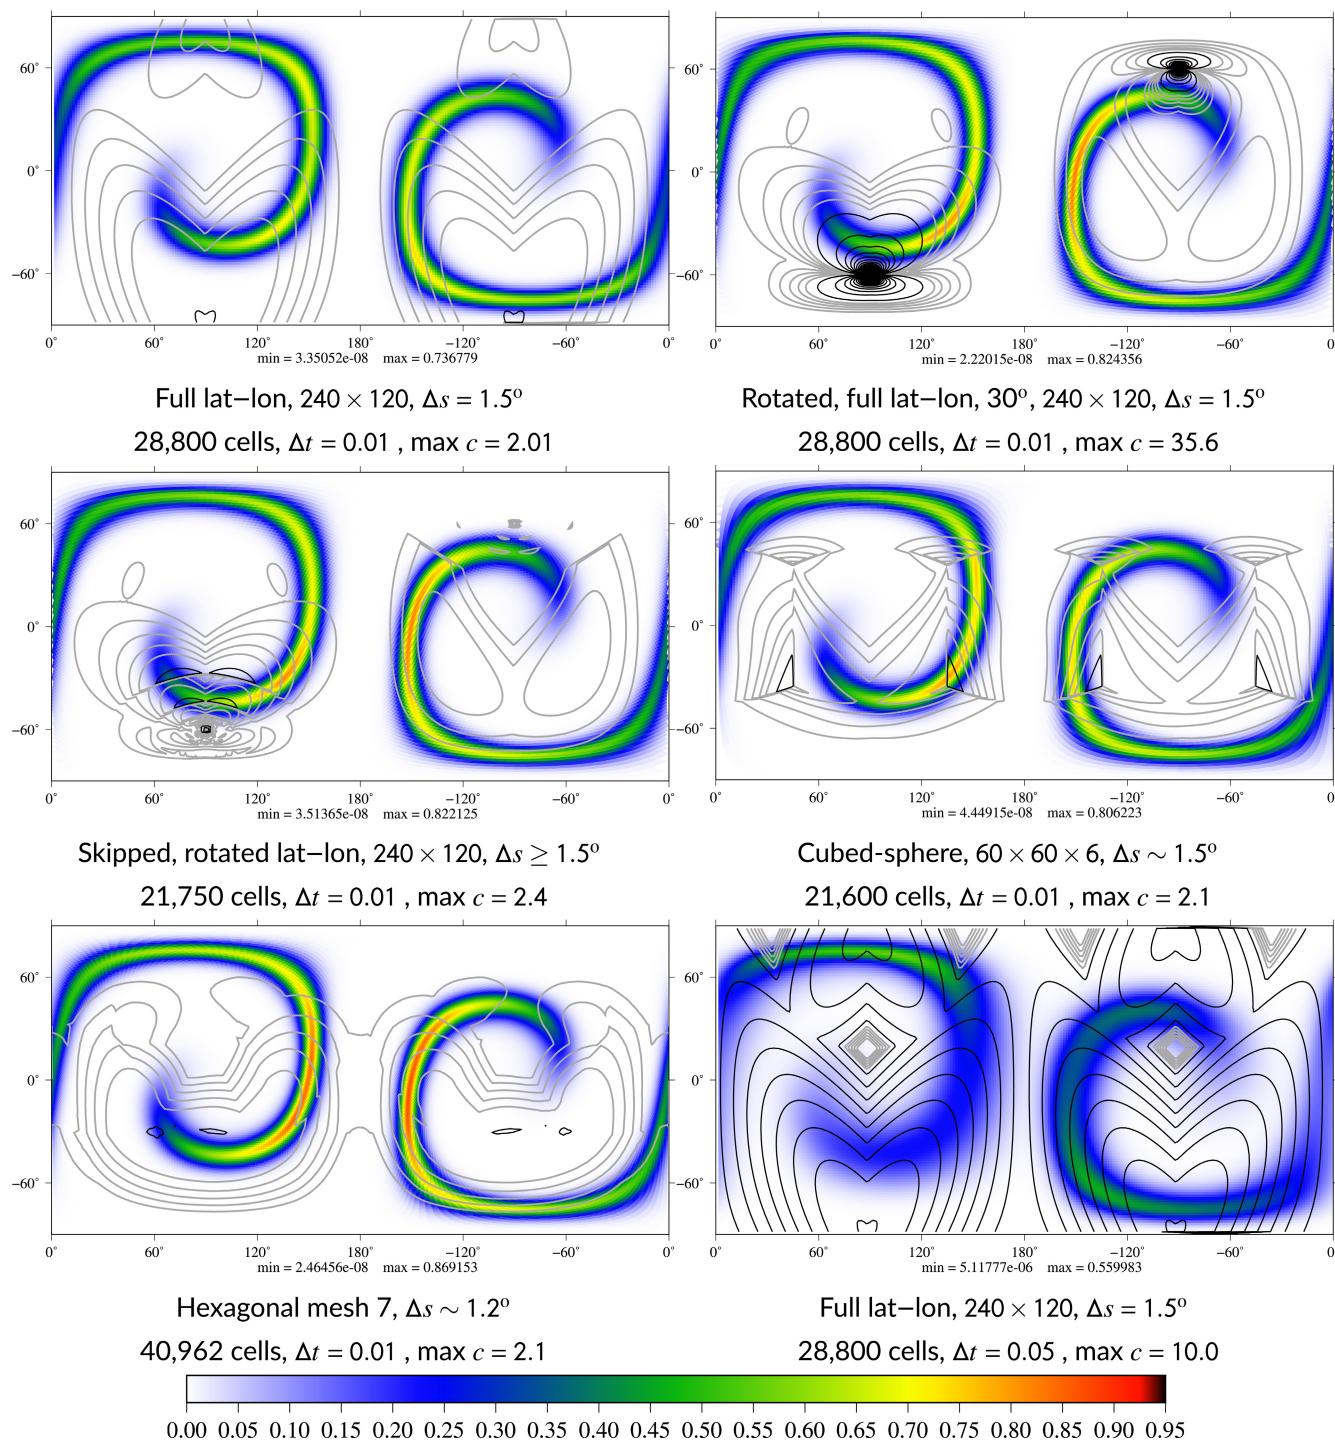 60°
0°
−60°
0° 60° 120° 180° −120° −60° 0°
min = 3.35052e-08 max = 0.736779
Full lat−lon, 240 × 120, Δs = 1.5°
28,800 cells, Δt = 0.01 , max c = 2.01
60°
0°
−60°
0° 60° 120° 180° −120° −60° 0°
min = 2.22015e-08 max = 0.824356
Rotated, full lat−lon, 30°, 240 × 120, Δs = 1.5°
28,800 cells, Δt = 0.01 , max c = 35.6
60°
0°
−60°
0° 60° 120° 180° −120° −60° 0°
min = 3.51365e-08 max = 0.822125
Skipped, rotated lat−lon, 240 × 120, Δs ≥ 1.5°
21,750 cells, Δt = 0.01 , max c = 2.4
60°
0°
−60°
0° 60° 120° 180° −120° −60° 0°
min = 4.44915e-08 max = 0.806223
Cubed-sphere, 60 × 60 × 6, Δs ∼ 1.5°
21,600 cells, Δt = 0.01 , max c = 2.1
60°
0°
−60°
0° 60° 120° 180° −120° −60° 0°
min = 2.46456e-08 max = 0.869153
Hexagonal mesh 7, Δs ∼ 1.2°
40,962 cells, Δt = 0.01 , max c = 2.1
60°
0°
−60°
0° 60° 120° 180° −120° −60° 0
min = 5.11777e-06 max = 0.559983
Full lat−lon, 240 × 120, Δs = 1.5°
28,800 cells, Δt = 0.05 , max c = 10.0
0.00 0.05 0.10 0.15 0.20 0.25 0.30 0.35 0.40 0.45 0.50 0.55 0.60 0.65 0.70 0.75 0.80 0.85 0.90 0.95